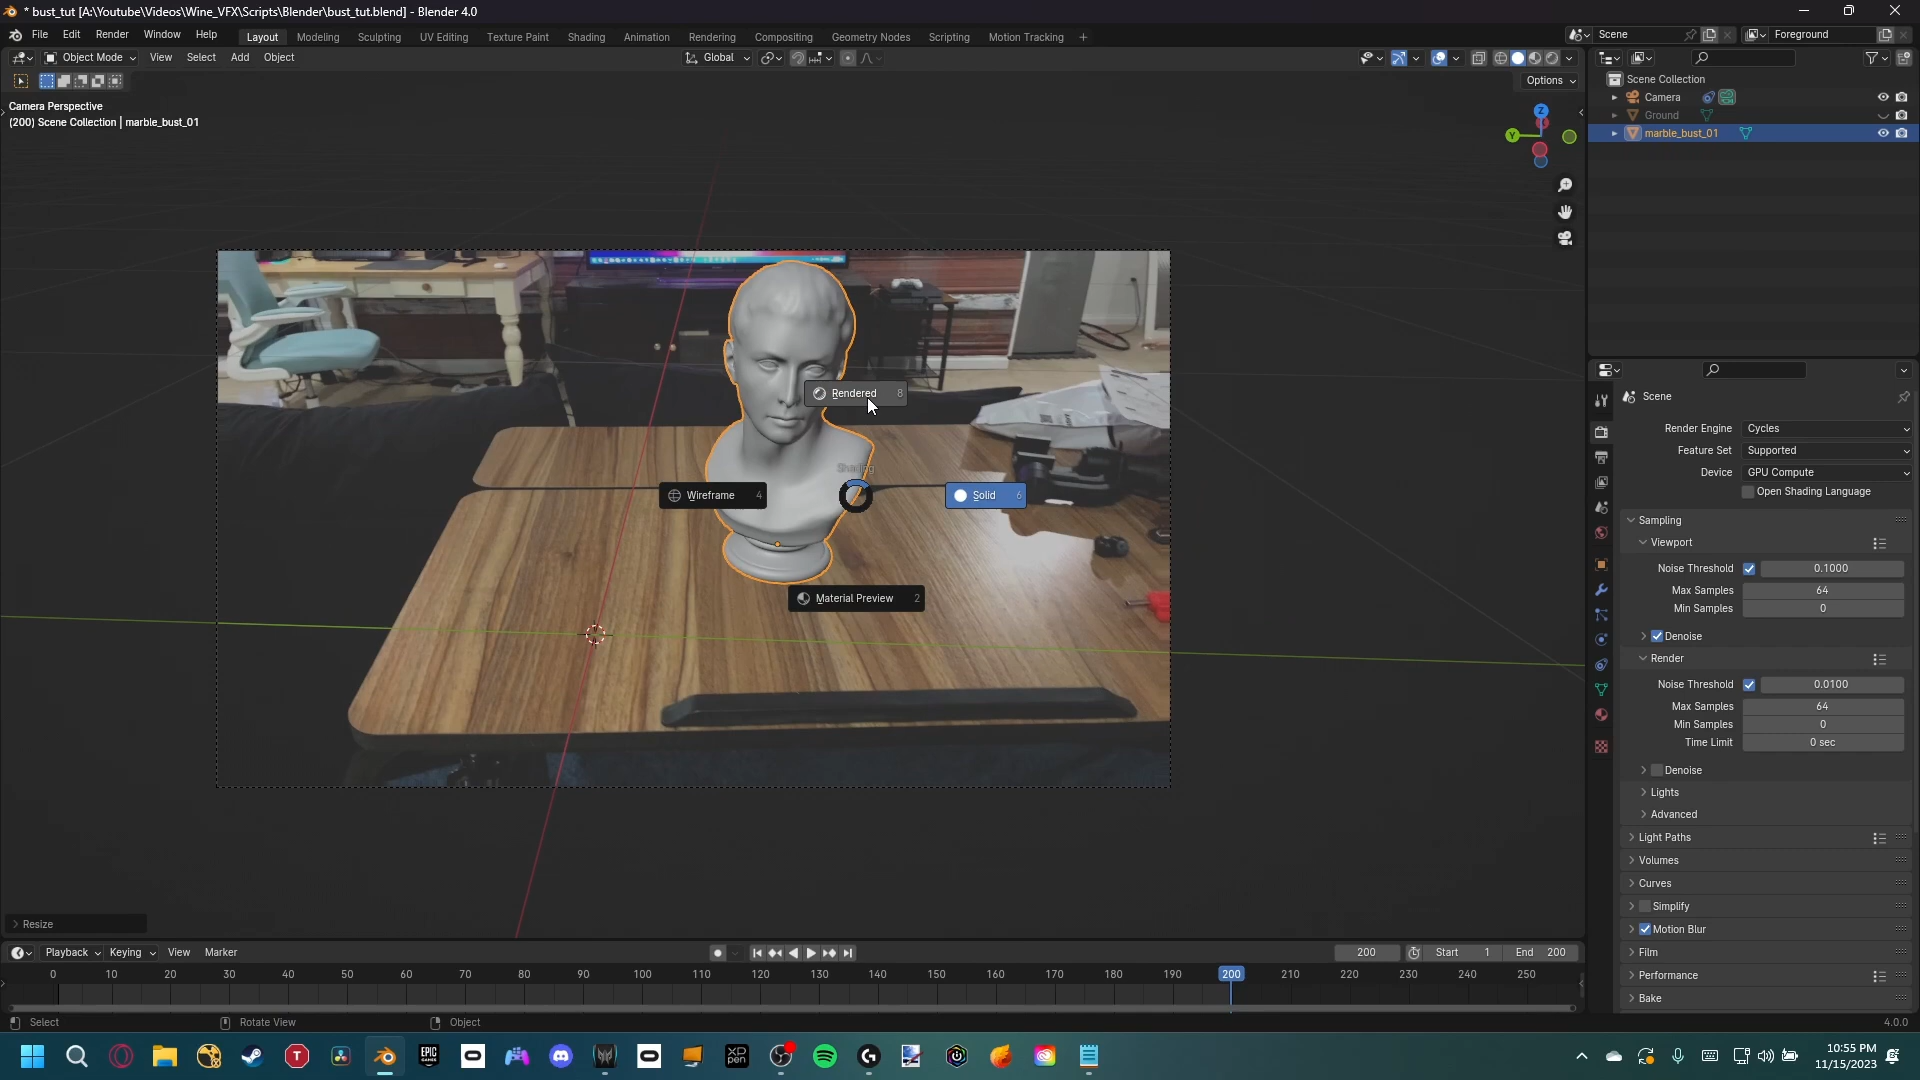 * bust_tut [A:\Youtube\Videos\Wine_VFX\Scripts\Blender\bust_tut.blend] - Blender 4.0
File Edit Render Window Help Layout Modeling Sculpting UV Editing Texture Paint Shading Animation Rendering Compositing Geometry Nodes Scripting Motion Tracking + Scene Foreground
Object Mode View Select Add Object Global
Options
Camera Perspective
(200) Scene Collection | marble_bust_01
Z
Y
Scene Collection
Camera
Ground
marble_bust_01
Rendered 8
Shading
Wireframe 4
Solid 6
Material Preview 2
Scene
Render Engine Cycles
Feature Set Supported
Device GPU Compute
Open Shading Language
Sampling
Viewport
Noise Threshold 0.1000
Max Samples 64
Min Samples 0
Denoise
Render
Noise Threshold 0.0100
Max Samples 64
Min Samples 0
Time Limit 0 sec
Denoise
Lights
Advanced
Light Paths
Volumes
Curves
Simplify
Motion Blur
Film
Performance
Bake
Resize
Playback Keying View Marker 200 Start 1 End 200
0 10 20 30 40 50 60 70 80 90 100 110 120 130 140 150 160 170 180 190 200 210 220 230 240 250
Select Rotate View Object 4.0.0
T
EPIC GAMES
XD pen
10:55 PM
11/15/2023